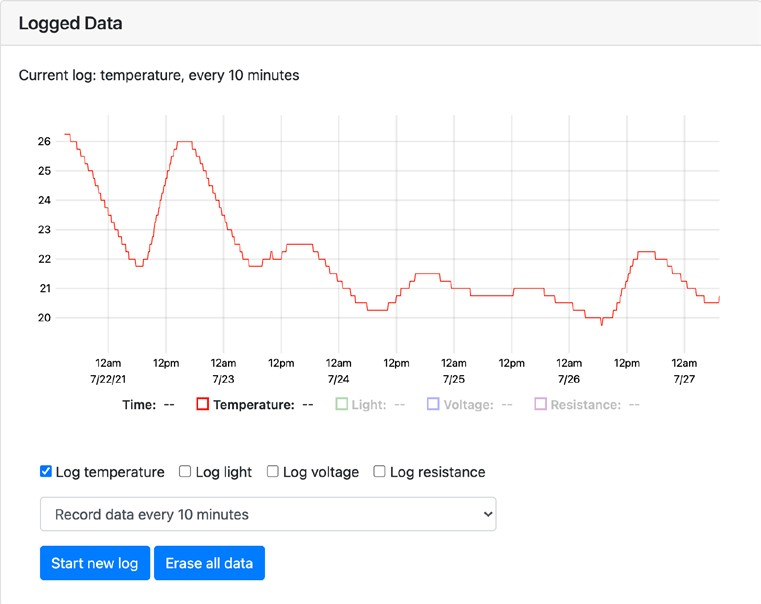 Logged Data
Current log: temperature, every 10 minutes
26
25
24
23
22
21
20
12am 12pm 12am 12pm 12am 12pm 12am 12pm 12am 12pm 12am
7/22/21 7/23 7/24 7/25 7/26 7/27
Time: -- Temperature: -- Light: -- Voltage: -- Resistance: --
Log temperature Log light Log voltage Log resistance
Record data every 10 minutes
Start new log Erase all data